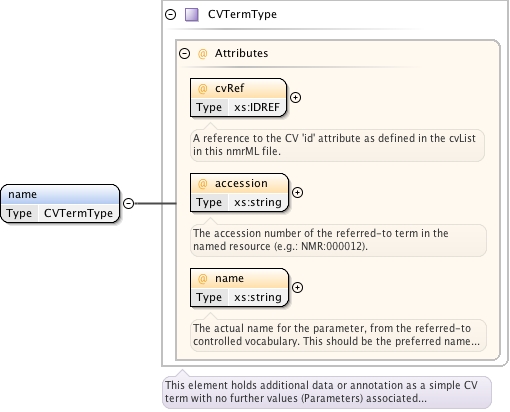 CVTermType
@ Attributes
@ cvRef
Type xs:IDREF
A reference to the CV 'id' attribute as defined in the cvList
in this nmrML file.
name
Type CVTermType
@ accession
Type xs:string
The accession number of the referred-to term in the
named resource (e.g.: NMR:000012).
@ name
Type xs:string
The actual name for the parameter, from the referred-to
controlled vocabulary. This should be the preferred name...
This element holds additional data or annotation as a simple CV
term with no further values (Parameters) associated...